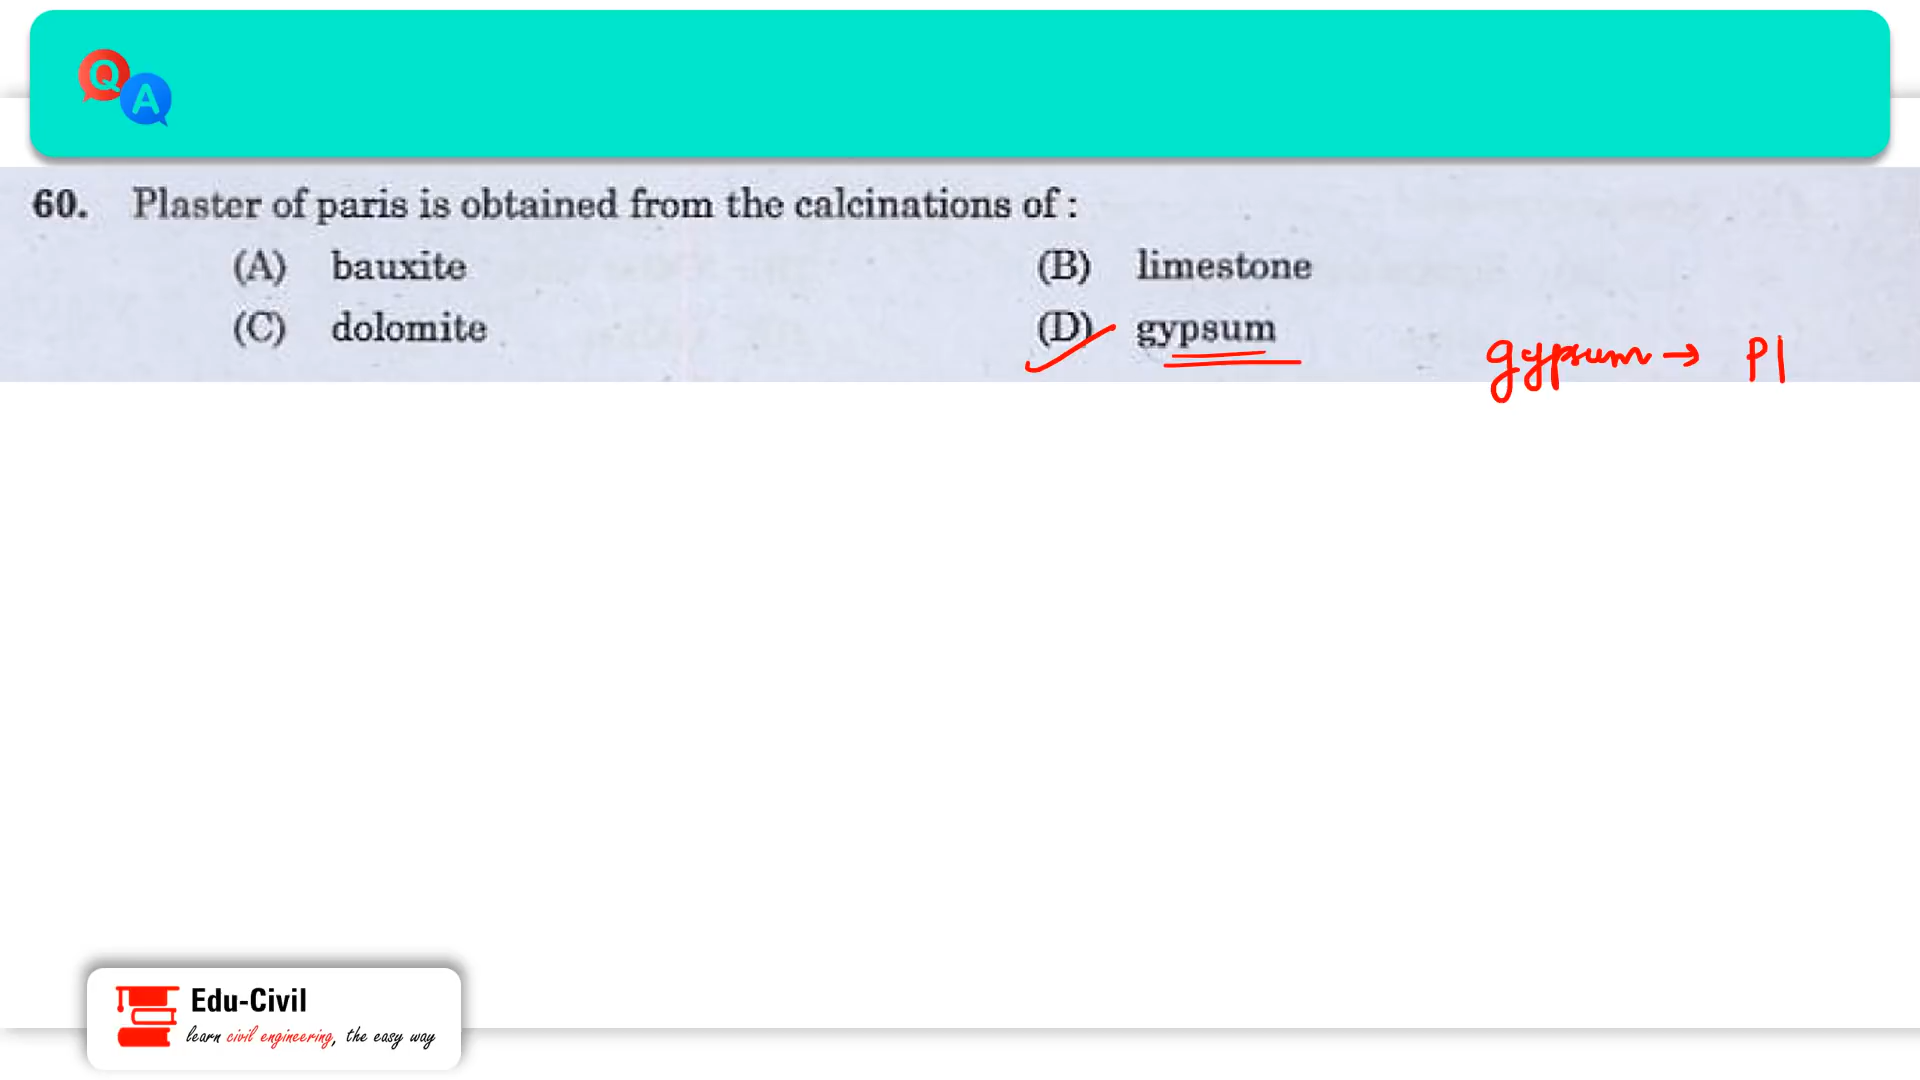 Q
A
60. Plaster of paris is obtained from the calcinations of :
(A) bauxite (B) limestone
(C) dolomite (D) gypsum
gypsum → Pl
Edu-Civil
learn civil engineering, the easy way